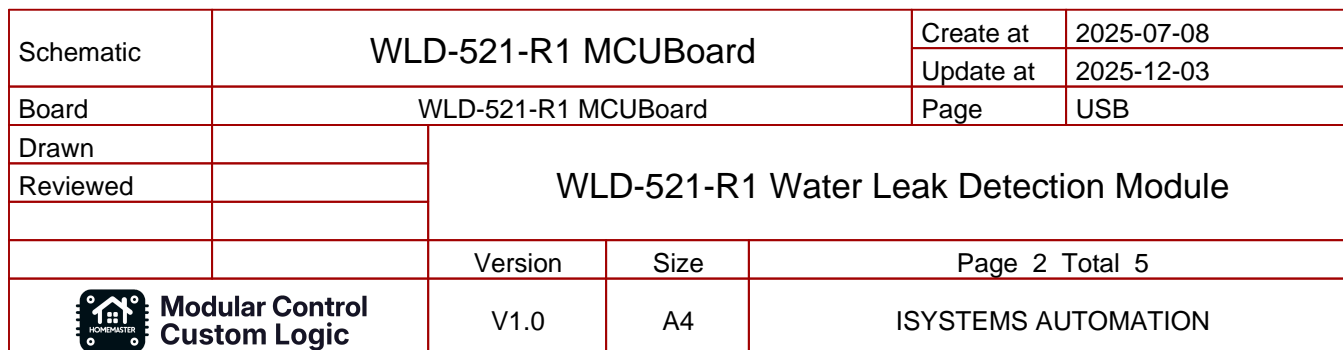 Schematic WLD-521-R1 MCUBoard Create at 2025-07-08
Update at 2025-12-03
Board WLD-521-R1 MCUBoard Page USB
Drawn
Reviewed WLD-521-R1 Water Leak Detection Module
Version Size Page 2 Total 5
HOMEMASTER Modular Control
Custom Logic V1.0 A4 ISYSTEMS AUTOMATION